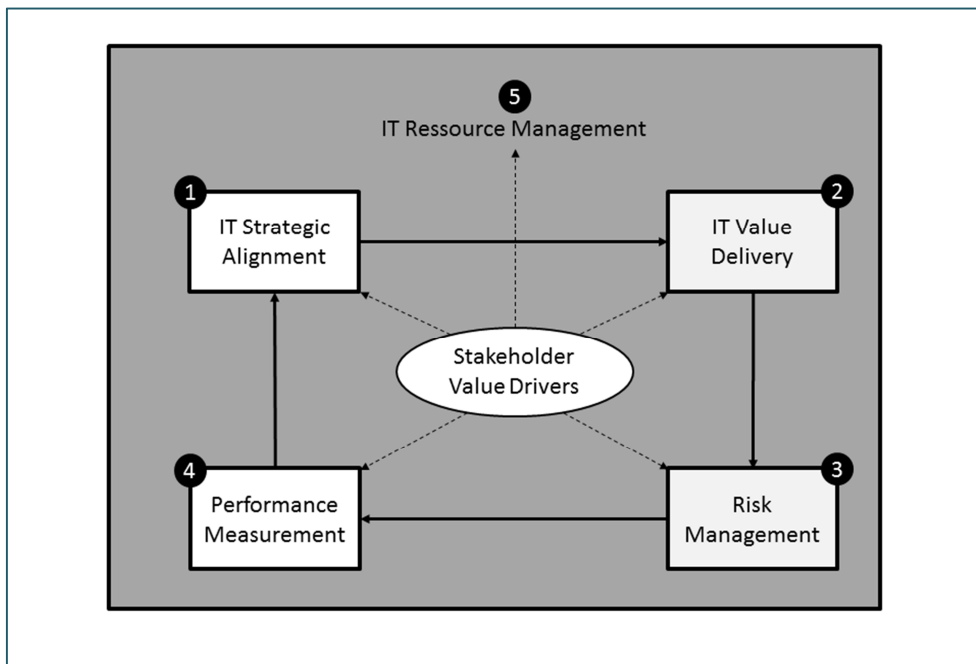 5
IT Ressource Management
1
IT Strategic
Alignment
2
IT Value
Delivery
Stakeholder
Value Drivers
4
Performance
Measurement
3
Risk
Management